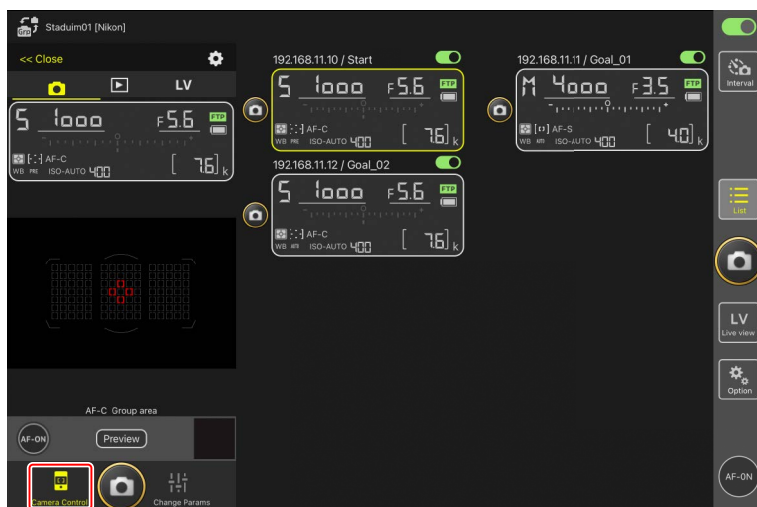 Grp
Staduim01 [Nikon]
<< Close
LV
S 1000 F5.6 FTP
[·:·] AF-C
WB PRE ISO-AUTO 400 [ 7.6] k
AF-C Group area
AF-ON
Preview
Camera Control
Change Params
192.168.11.10 / Start
S 1000 F5.6 FTP
[·:·] AF-C
WB PRE ISO-AUTO 400 [ 7.6] k
192.168.11.11 / Goal_01
M 4000 F3.5 FTP
AF-S
WB AUTO ISO-AUTO 400 [ 4.0] k
192.168.11.12 / Goal_02
S 1000 F5.6 FTP
[·:·] AF-C
WB AUTO ISO-AUTO 400 [ 7.6] k
Interval
List
LV
Live view
Option
AF-ON